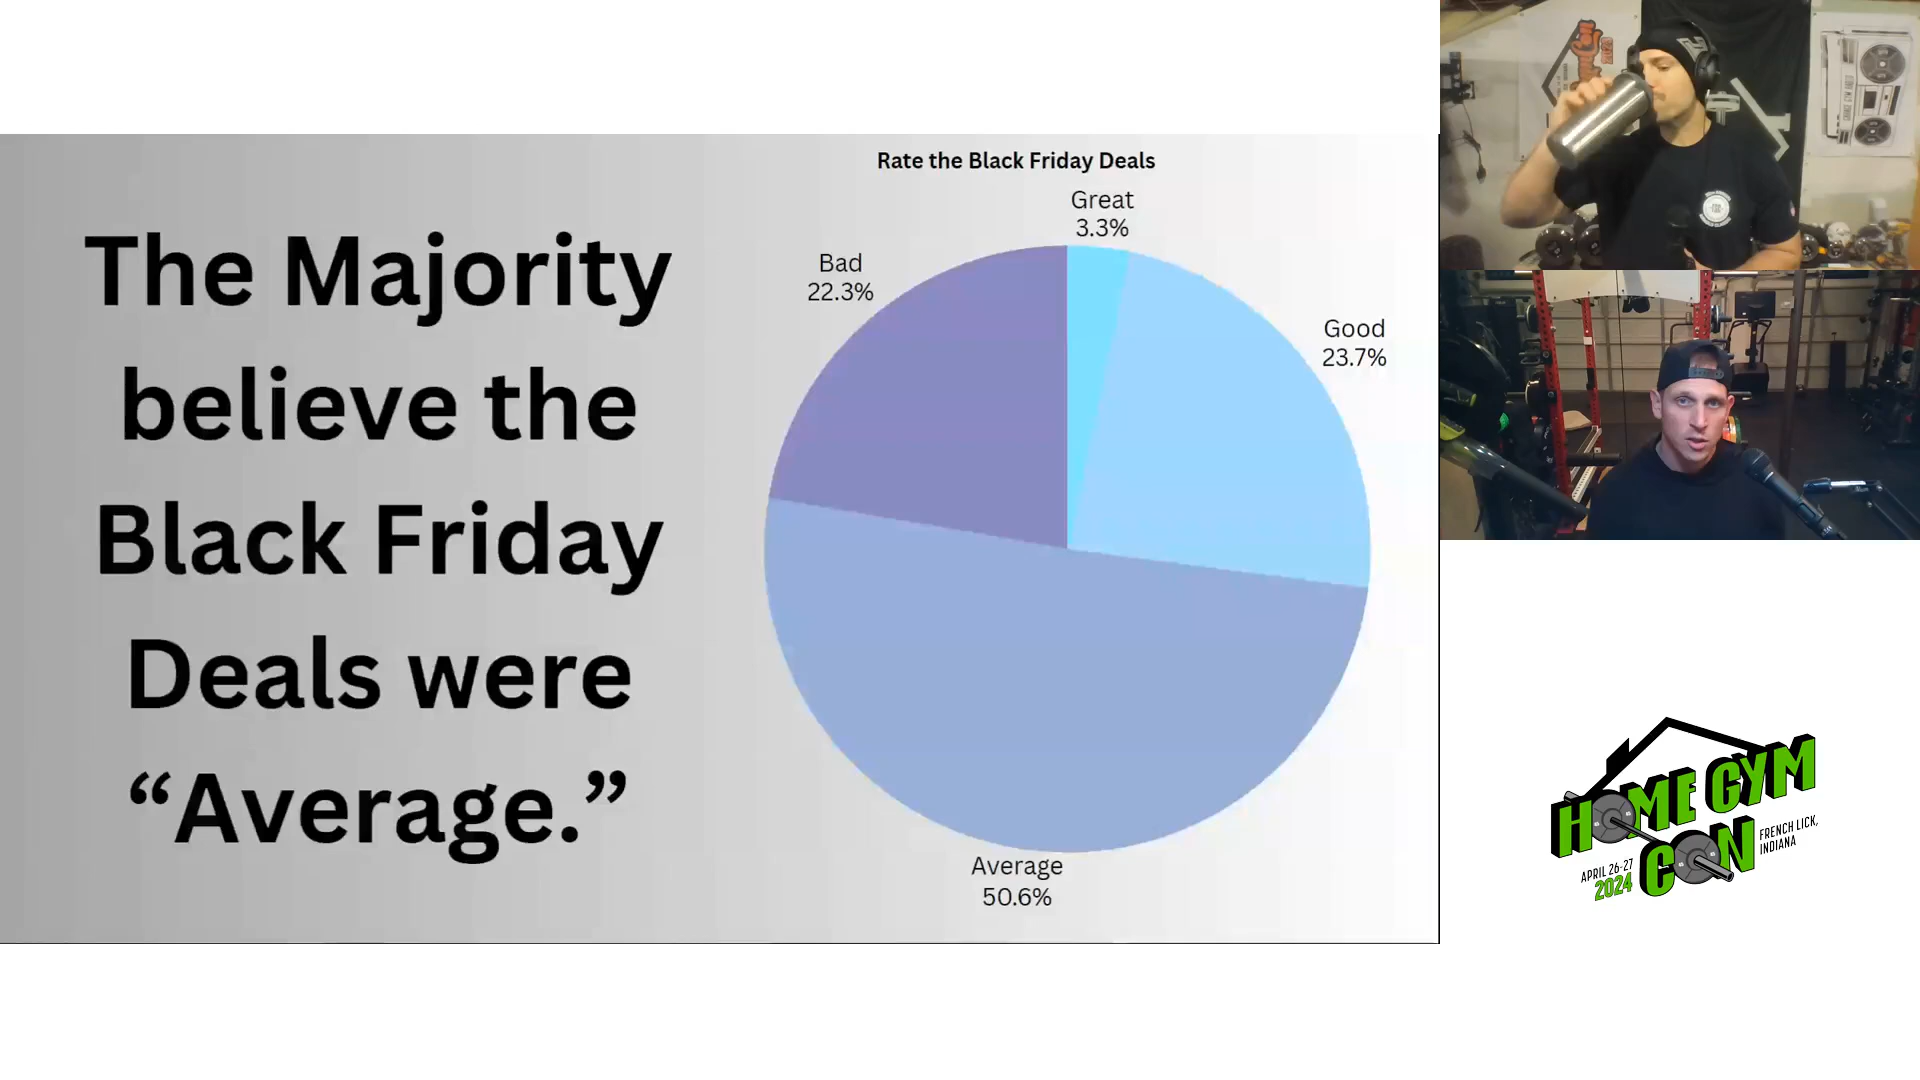 The Majority
believe the
Black Friday
Deals were
“Average.”
Rate the Black Friday Deals
Great
3.3%
Bad
22.3%
Good
23.7%
Average
50.6%
HOME GYM
CON
FRENCH LICK,
INDIANA
APRIL 26-27
2024